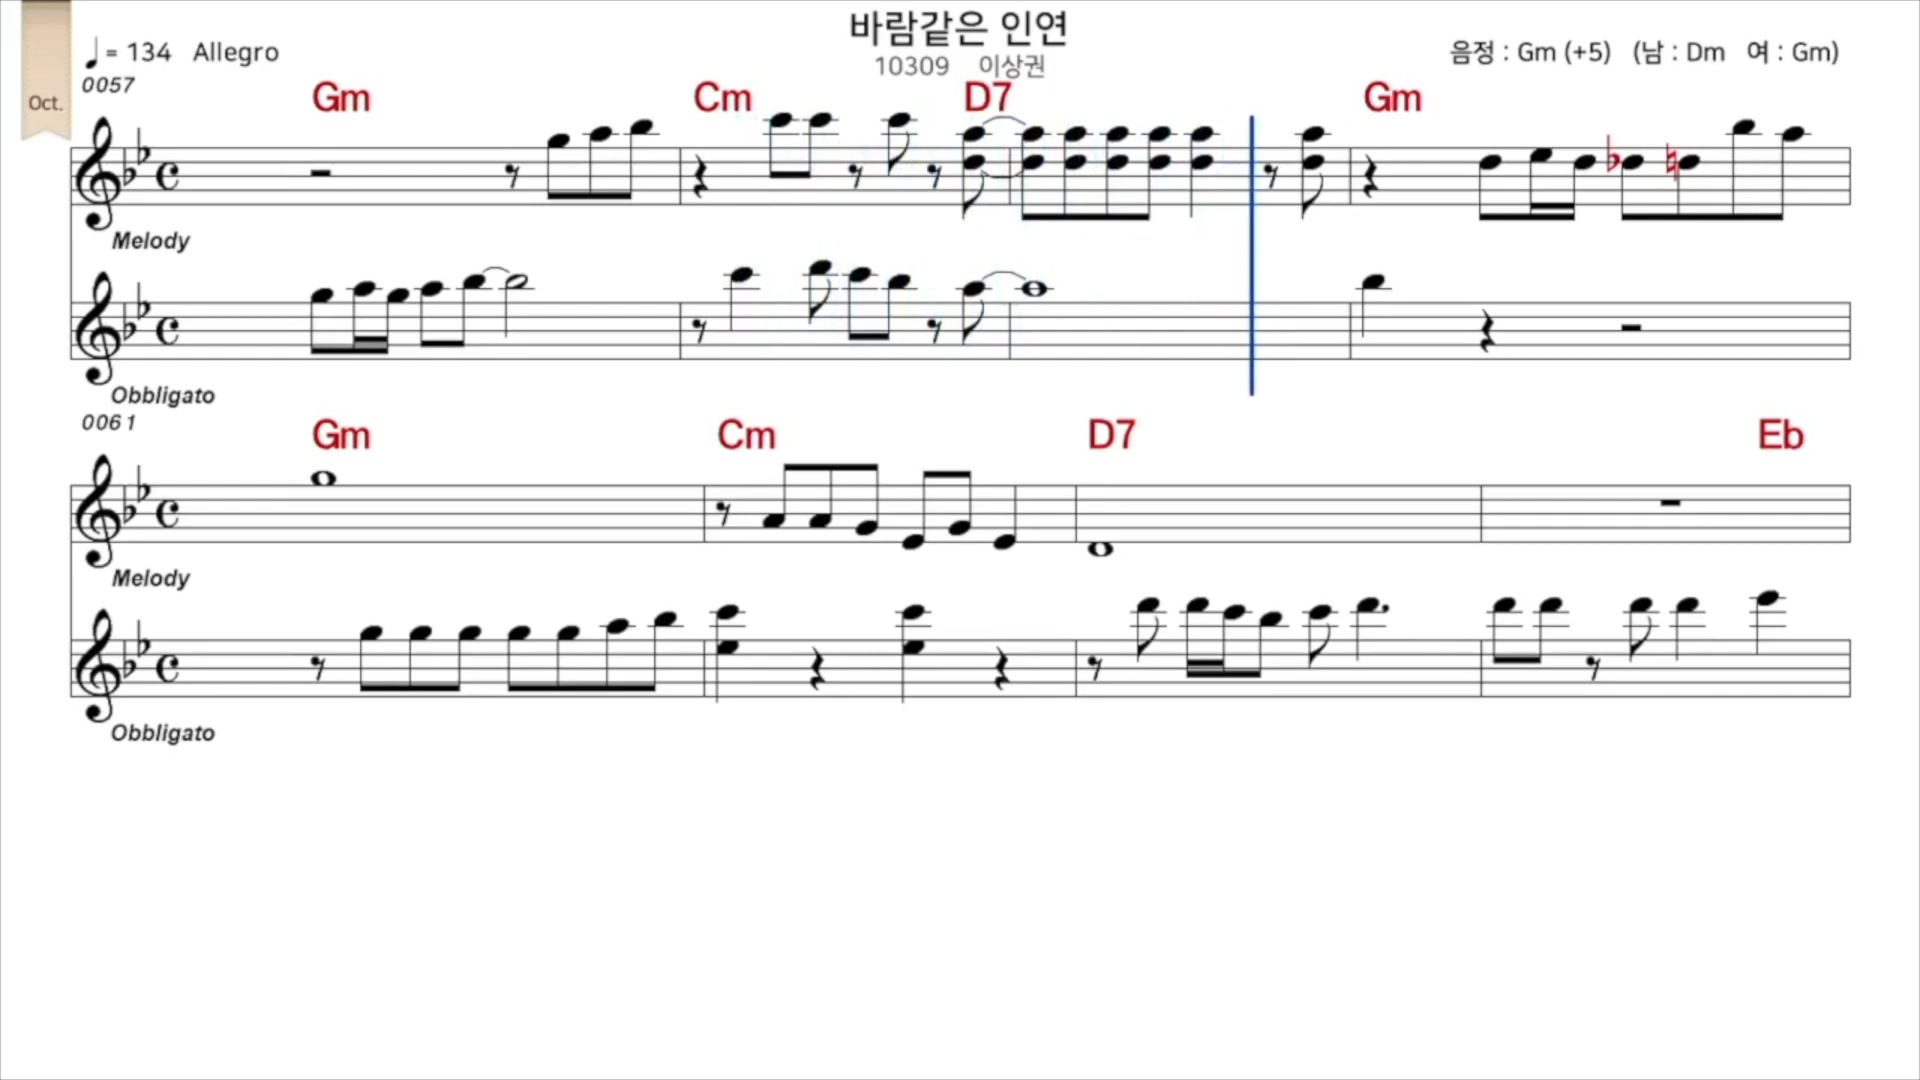 바람같은 인연
♩ = 134 Allegro
10309 이상권
음정 : Gm (+5) (남 : Dm 여 : Gm)
Oct.
0057
Gm Cm D7 Gm
Melody
Obbligato
0061
Gm Cm D7 Eb
Melody
Obbligato